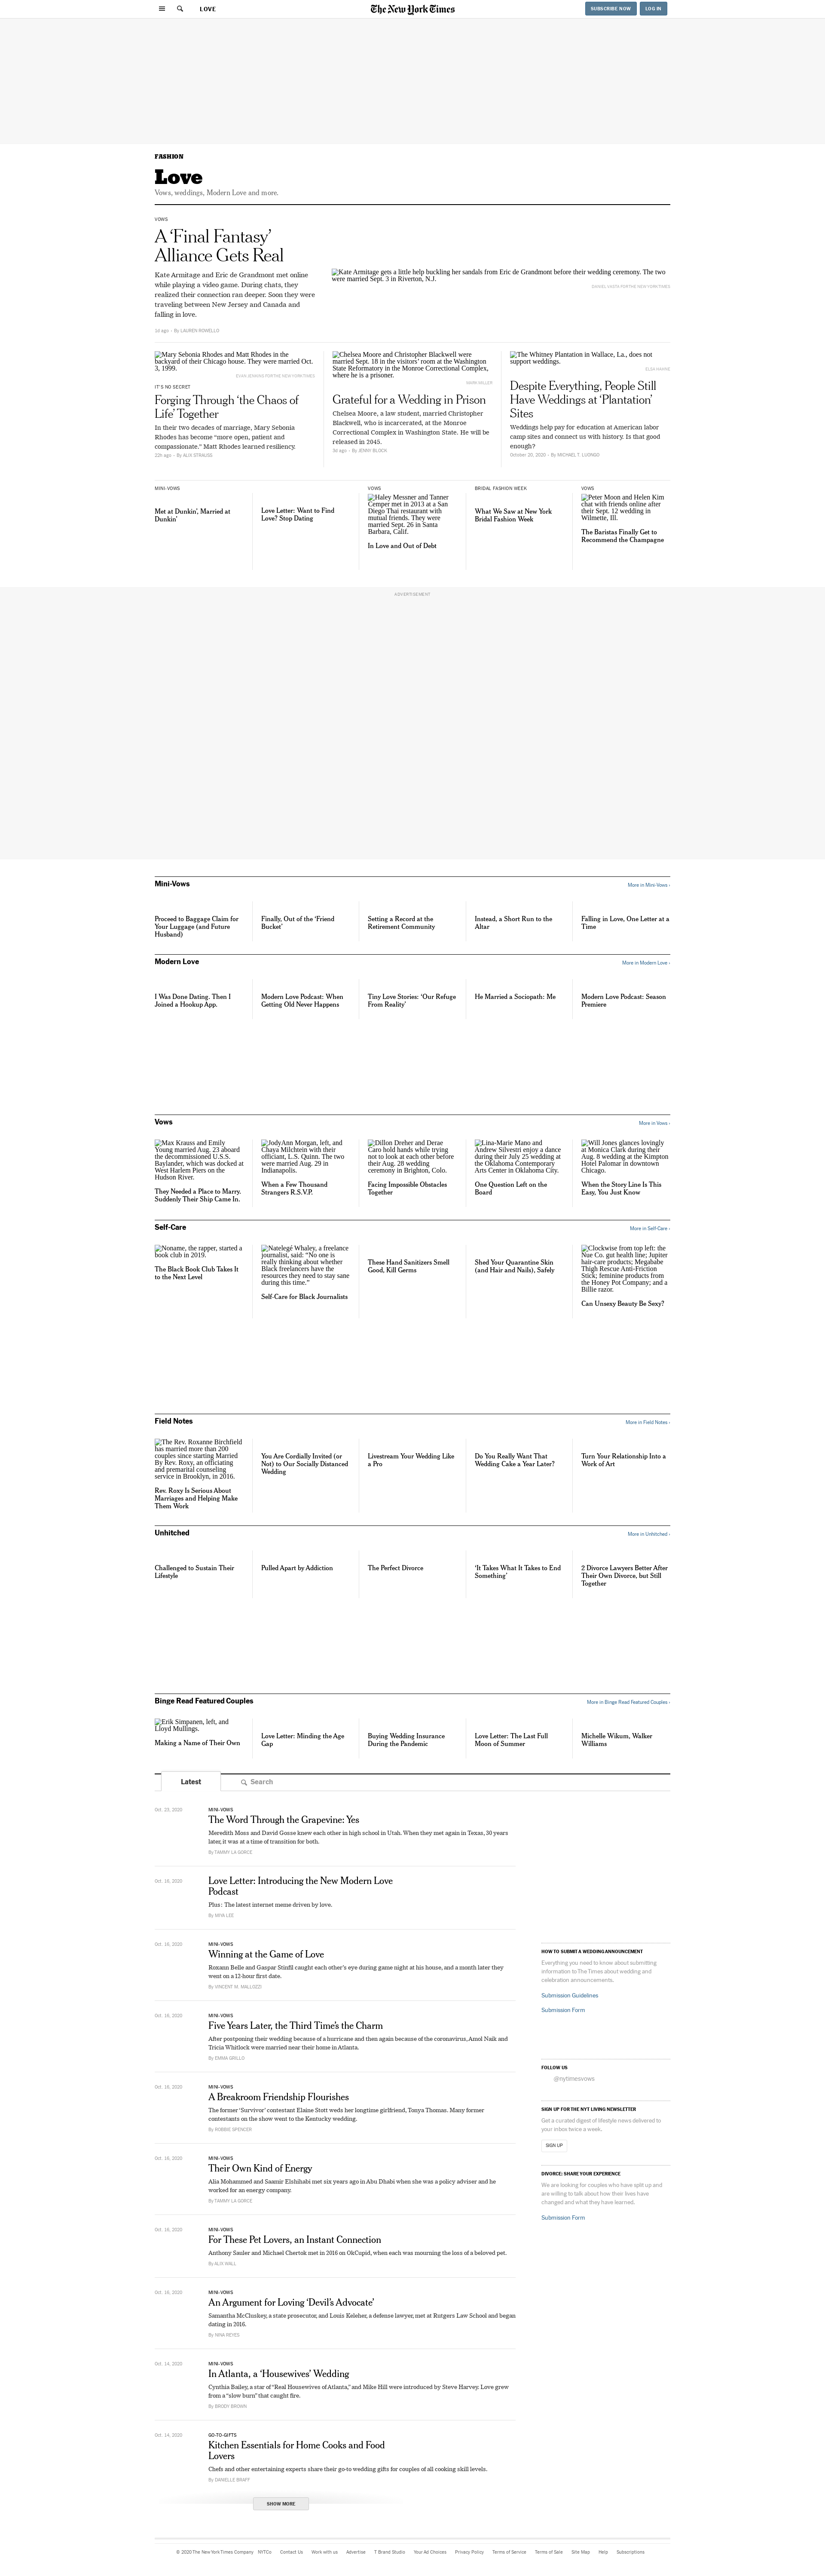 LOVE
The New York Times
SUBSCRIBE NOW
LOG IN
FASHION
Love
Vows, weddings, Modern Love and more.
VOWS
A ‘Final Fantasy’
Alliance Gets Real
Kate Armitage and Eric de Grandmont met online
while playing a video game. During chats, they
realized their connection ran deeper. Soon they were
traveling between New Jersey and Canada and
falling in love.
1d ago · By LAUREN ROWELLO
Kate Armitage gets a little help buckling her sandals from Eric de Grandmont before their wedding ceremony. The two
were married Sept. 3 in Riverton, N.J.
Mary Sebonia Rhodes and Matt Rhodes in the
backyard of their Chicago house. They were married Oct.
3, 1999.
IT’S NO SECRET
Forging Through ‘the Chaos of
Life’ Together
In their two decades of marriage, Mary Sebonia
Rhodes has become “more open, patient and
compassionate.” Matt Rhodes learned resiliency.
22h ago · By ALIX STRAUSS
Chelsea Moore and Christopher Blackwell were
married Sept. 18 in the visitors’ room at the Washington
State Reformatory in the Monroe Correctional Complex,
where he is a prisoner.
MARK MILLER
Grateful for a Wedding in Prison
Chelsea Moore, a law student, married Christopher
Blackwell, who is incarcerated, at the Monroe
Correctional Complex in Washington State. He will be
released in 2045.
3d ago · By JENNY BLOCK
The Whitney Plantation in Wallace, La., does not
support weddings.
Despite Everything, People Still
Have Weddings at ‘Plantation’
Sites
Weddings help pay for education at American labor
camp sites and connect us with history. Is that good
enough?
October 20, 2020 · By MICHAEL T. LUONGO
MINI-VOWS
Met at Dunkin’, Married at
Dunkin’
Love Letter: Want to Find
Love? Stop Dating
VOWS
Haley Messner and Tanner
Cemper met in 2013 at a San
Diego Thai restaurant with
mutual friends. They were
married Sept. 26 in Santa
Barbara, Calif.
In Love and Out of Debt
BRIDAL FASHION WEEK
What We Saw at New York
Bridal Fashion Week
VOWS
Peter Moon and Helen Kim
chat with friends online after
their Sept. 12 wedding in
Wilmette, Ill.
The Baristas Finally Get to
Recommend the Champagne
ADVERTISEMENT
Mini-Vows
More in Mini-Vows ›
Proceed to Baggage Claim for
Your Luggage (and Future
Husband)
Finally, Out of the ‘Friend
Bucket’
Setting a Record at the
Retirement Community
Instead, a Short Run to the
Altar
Falling in Love, One Letter at a
Time
Modern Love
More in Modern Love ›
I Was Done Dating. Then I
Joined a Hookup App.
Modern Love Podcast: When
Getting Old Never Happens
Tiny Love Stories: ‘Our Refuge
From Reality’
He Married a Sociopath: Me
Modern Love Podcast: Season
Premiere
Vows
More in Vows ›
Max Krauss and Emily
Young married Aug. 23 aboard
the decommissioned U.S.S.
Baylander, which was docked at
West Harlem Piers on the
Hudson River.
They Needed a Place to Marry.
Suddenly Their Ship Came In.
JodyAnn Morgan, left, and
Chaya Milchtein with their
officiant, L.S. Quinn. The two
were married Aug. 29 in
Indianapolis.
When a Few Thousand
Strangers R.S.V.P.
Dillon Dreher and Derae
Caro hold hands while trying
not to look at each other before
their Aug. 28 wedding
ceremony in Brighton, Colo.
Facing Impossible Obstacles
Together
Lina-Marie Mano and
Andrew Silvestri enjoy a dance
during their July 25 wedding at
the Oklahoma Contemporary
Arts Center in Oklahoma City.
One Question Left on the
Board
Will Jones glances lovingly
at Monica Clark during their
Aug. 8 wedding at the Kimpton
Hotel Palomar in downtown
Chicago.
When the Story Line Is This
Easy, You Just Know
Self-Care
More in Self-Care ›
Noname, the rapper, started a
book club in 2019.
The Black Book Club Takes It
to the Next Level
Natelegé Whaley, a freelance
journalist, said: “No one is
really thinking about whether
Black freelancers have the
resources they need to stay sane
during this time.”
Self-Care for Black Journalists
These Hand Sanitizers Smell
Good, Kill Germs
Shed Your Quarantine Skin
(and Hair and Nails), Safely
Clockwise from top left: the
Nue Co. gut health line; Jupiter
hair-care products; Megababe
Thigh Rescue Anti-Friction
Stick; feminine products from
the Honey Pot Company; and a
Billie razor.
Can Unsexy Beauty Be Sexy?
Field Notes
More in Field Notes ›
The Rev. Roxanne Birchfield
has married more than 200
couples since starting Married
By Rev. Roxy, an officiating
and premarital counseling
service in Brooklyn, in 2016.
Rev. Roxy Is Serious About
Marriages and Helping Make
Them Work
You Are Cordially Invited (or
Not) to Our Socially Distanced
Wedding
Livestream Your Wedding Like
a Pro
Do You Really Want That
Wedding Cake a Year Later?
Turn Your Relationship Into a
Work of Art
Unhitched
More in Unhitched ›
Challenged to Sustain Their
Lifestyle
Pulled Apart by Addiction
The Perfect Divorce
‘It Takes What It Takes to End
Something’
2 Divorce Lawyers Better After
Their Own Divorce, but Still
Together
Binge Read Featured Couples
More in Binge Read Featured Couples ›
Erik Simpanen, left, and
Lloyd Mullings.
Making a Name of Their Own
Love Letter: Minding the Age
Gap
Buying Wedding Insurance
During the Pandemic
Love Letter: The Last Full
Moon of Summer
Michelle Wikum, Walker
Williams
Latest
Search
Oct. 23, 2020
MINI-VOWS
The Word Through the Grapevine: Yes
Meredith Moss and David Gosse knew each other in high school in Utah. When they met again in Texas, 30 years
later, it was at a time of transition for both.
By TAMMY LA GORCE
Oct. 16, 2020
Love Letter: Introducing the New Modern Love
Podcast
Plus: The latest internet meme driven by love.
By MIYA LEE
Oct. 16, 2020
MINI-VOWS
Winning at the Game of Love
Roxann Belle and Gaspar Stinfil caught each other’s eye during game night at his house, and a month later they
went on a 12-hour first date.
By VINCENT M. MALLOZZI
Oct. 16, 2020
MINI-VOWS
Five Years Later, the Third Time’s the Charm
After postponing their wedding because of a hurricane and then again because of the coronavirus, Amol Naik and
Tricia Whitlock were married near their home in Atlanta.
By EMMA GRILLO
Oct. 16, 2020
MINI-VOWS
A Breakroom Friendship Flourishes
The former ‘Survivor’ contestant Elaine Stott weds her longtime girlfriend, Tonya Thomas. Many former
contestants on the show went to the Kentucky wedding.
By ROBBIE SPENCER
Oct. 16, 2020
MINI-VOWS
Their Own Kind of Energy
Alia Mohammed and Saamir Elshihabi met six years ago in Abu Dhabi when she was a policy adviser and he
worked for an energy company.
By TAMMY LA GORCE
Oct. 16, 2020
MINI-VOWS
For These Pet Lovers, an Instant Connection
Anthony Sauler and Michael Chertok met in 2016 on OkCupid, when each was mourning the loss of a beloved pet.
By ALIX WALL
Oct. 16, 2020
MINI-VOWS
An Argument for Loving ‘Devil’s Advocate’
Samantha McCluskey, a state prosecutor, and Louis Keleher, a defense lawyer, met at Rutgers Law School and began
dating in 2016.
By NINA REYES
Oct. 14, 2020
MINI-VOWS
In Atlanta, a ‘Housewives’ Wedding
Cynthia Bailey, a star of “Real Housewives of Atlanta,” and Mike Hill were introduced by Steve Harvey. Love grew
from a “slow burn” that caught fire.
By BRINDY BROWN
Oct. 14, 2020
GO-TO-GIFTS
Kitchen Essentials for Home Cooks and Food
Lovers
Chefs and other entertaining experts share their go-to wedding gifts for couples of all cooking skill levels.
By DANIELLE BRAFF
SHOW MORE
HOW TO SUBMIT A WEDDING ANNOUNCEMENT
Everything you need to know about submitting
information to The Times about wedding and
celebration announcements.
Submission Guidelines
Submission Form
FOLLOW US
@nytimesvows
SIGN UP FOR THE NYT LIVING NEWSLETTER
Get a curated digest of lifestyle news delivered to
your inbox twice a week.
SIGN UP
DIVORCE: SHARE YOUR EXPERIENCE
We are looking for couples who have split up and
are willing to talk about how their lives have
changed and what they have learned.
Submission Form
© 2020 The New York Times Company NYTCo Contact Us Work with us Advertise T Brand Studio Your Ad Choices Privacy Policy Terms of Service Terms of Sale Site Map Help Subscriptions